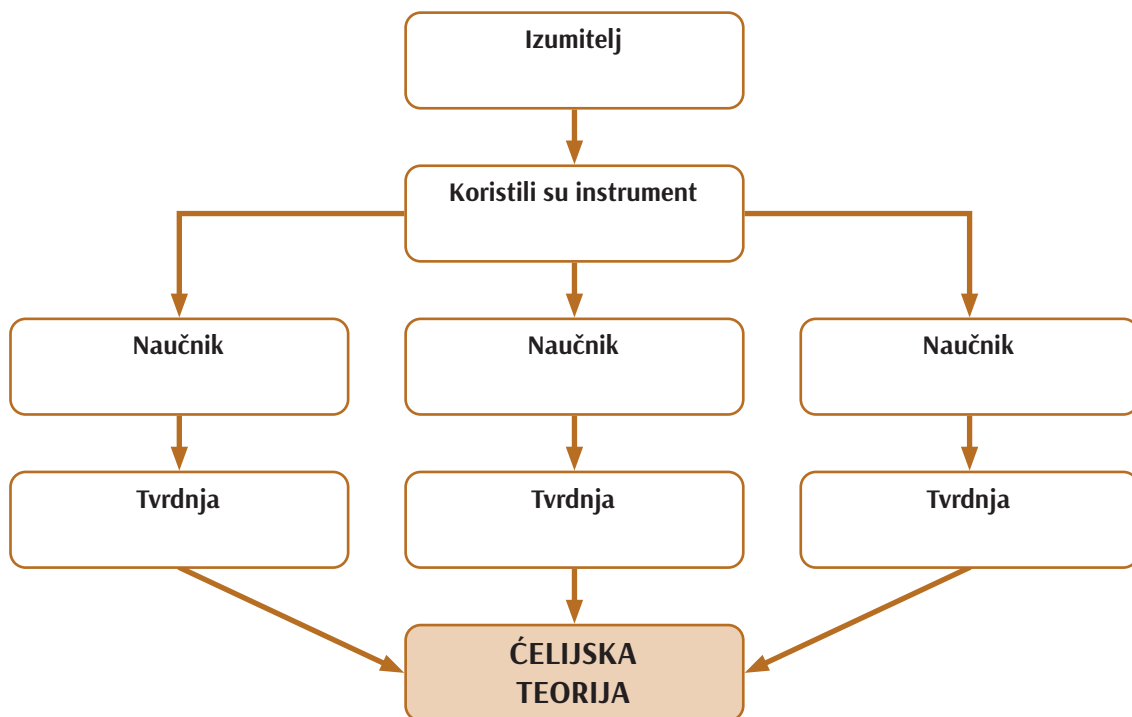 Izumitelj
Koristili su instrument
Naučnik
Naučnik
Naučnik
Tvrdnja
Tvrdnja
Tvrdnja
ĆELIJSKA
TEORIJA